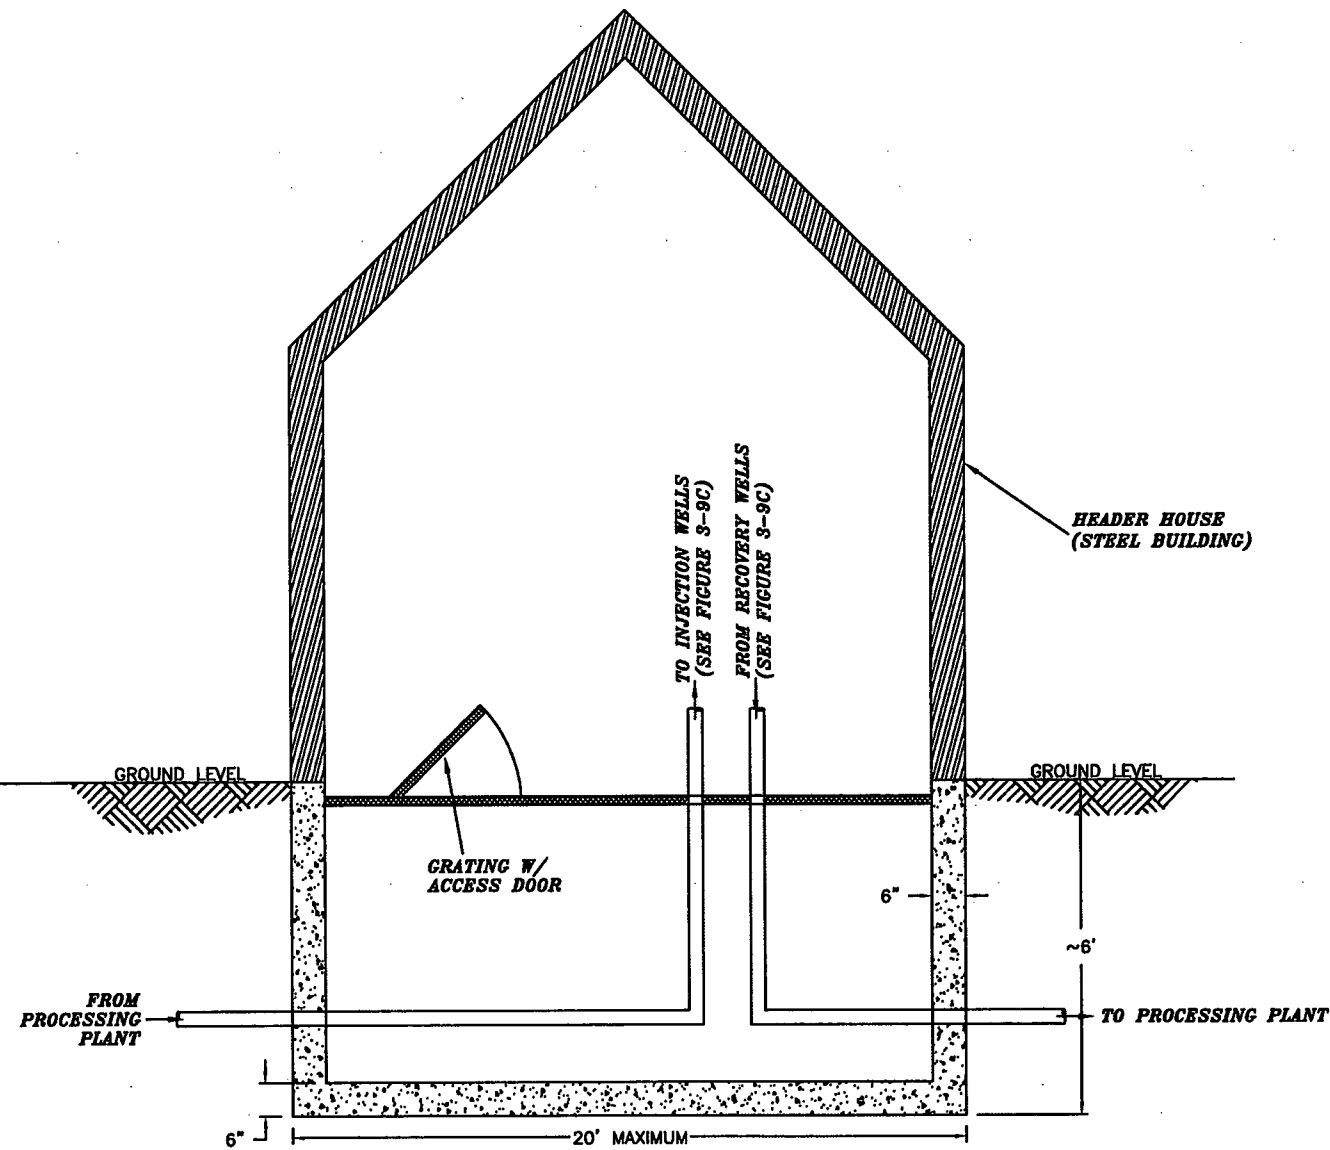 TO INJECTION WELLS
(SEE FIGURE 3-9C)
FROM RECOVERY WELLS
(SEE FIGURE 3-9C)
HEADER HOUSE
(STEEL BUILDING)
GROUND LEVEL
GROUND LEVEL
GRATING W/
ACCESS DOOR
6"
~6'
FROM
PROCESSING
PLANT
TO PROCESSING PLANT
6"
20' MAXIMUM